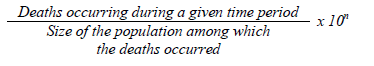 Deaths occurring during a given time period
Size of the population among which
the deaths occurred
x 10ⁿ